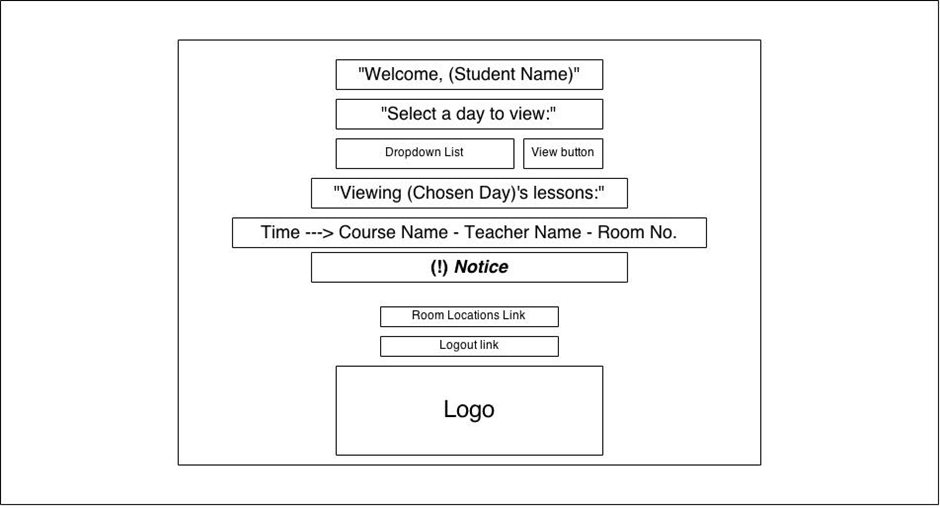 "Welcome, (Student Name)"
"Select a day to view:"
Dropdown List
View button
"Viewing (Chosen Day)'s lessons:"
Time ---> Course Name - Teacher Name - Room No.
(!) Notice
Room Locations Link
Logout link
Logo